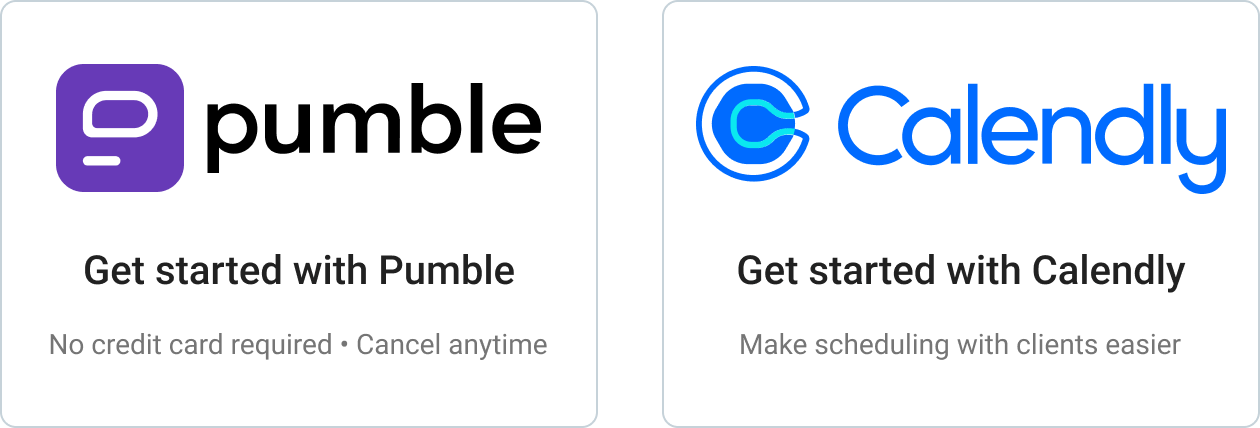 pumble
Get started with Pumble
No credit card required • Cancel anytime
Calendly
Get started with Calendly
Make scheduling with clients easier